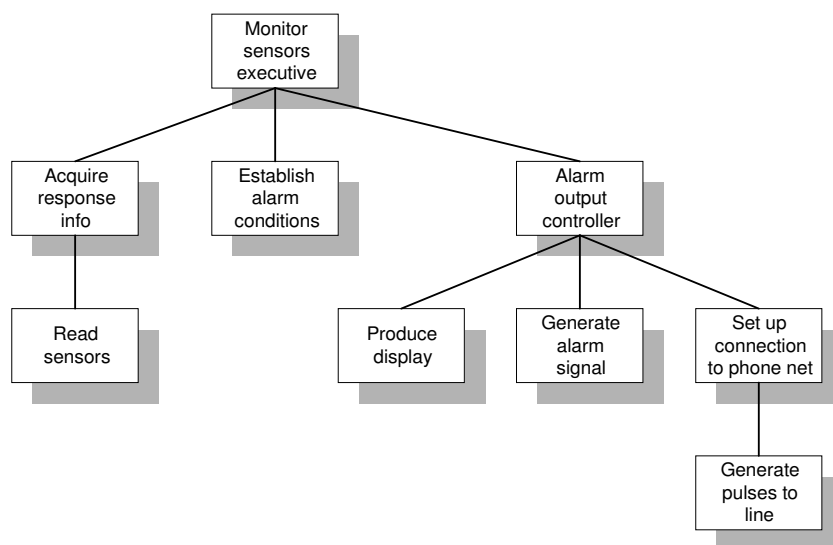 Monitor
sensors
executive
Acquire
response
info
Establish
alarm
conditions
Alarm
output
controller
Read
sensors
Produce
display
Generate
alarm
signal
Set up
connection
to phone net
Generate
pulses to
line